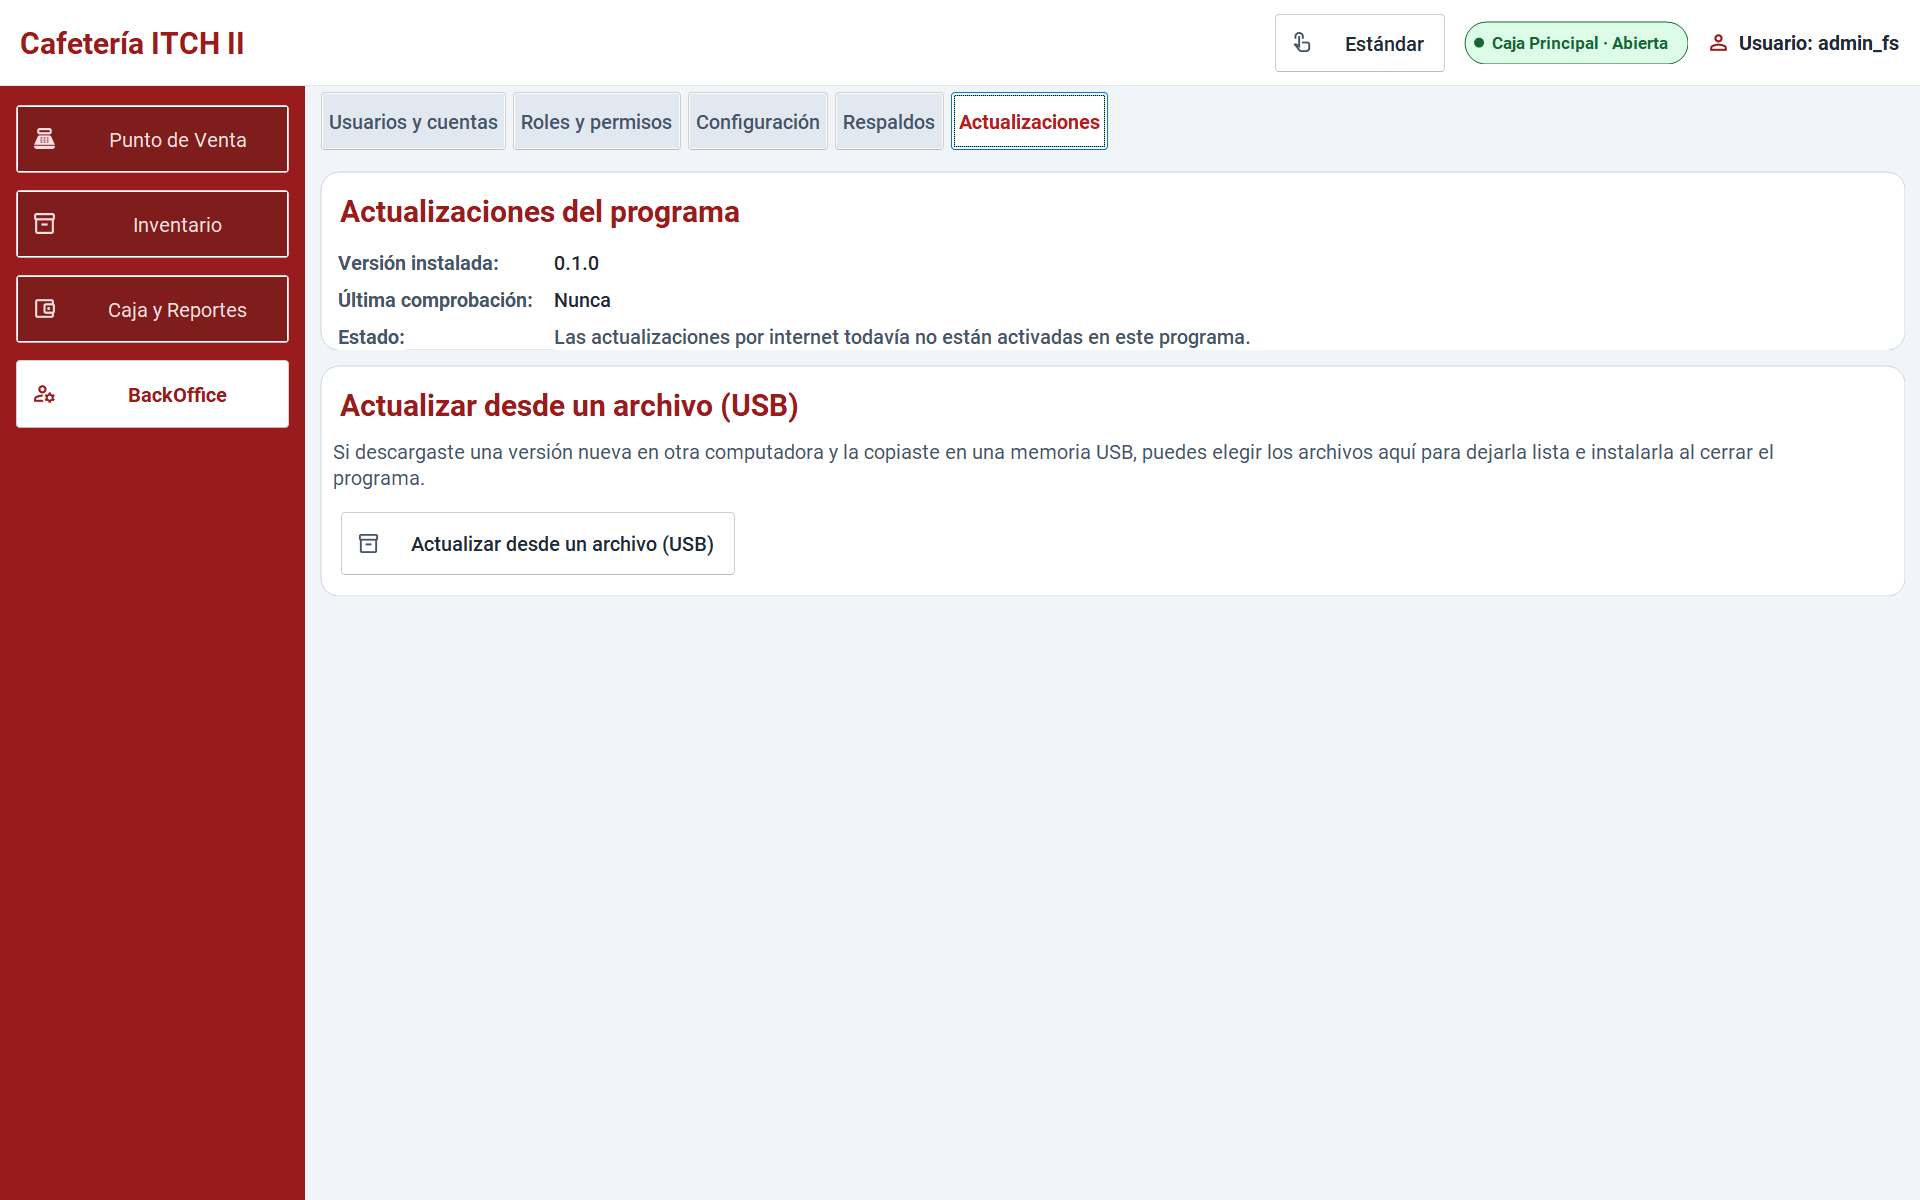 Cafetería ITCH II
Estándar
Caja Principal · Abierta
Usuario: admin_fs
Punto de Venta
Inventario
Caja y Reportes
BackOffice
Usuarios y cuentas
Roles y permisos
Configuración
Respaldos
Actualizaciones
Actualizaciones del programa
Versión instalada: 0.1.0
Última comprobación: Nunca
Estado: Las actualizaciones por internet todavía no están activadas en este programa.
Actualizar desde un archivo (USB)
Si descargaste una versión nueva en otra computadora y la copiaste en una memoria USB, puedes elegir los archivos aquí para dejarla lista e instalarla al cerrar el
programa.
Actualizar desde un archivo (USB)